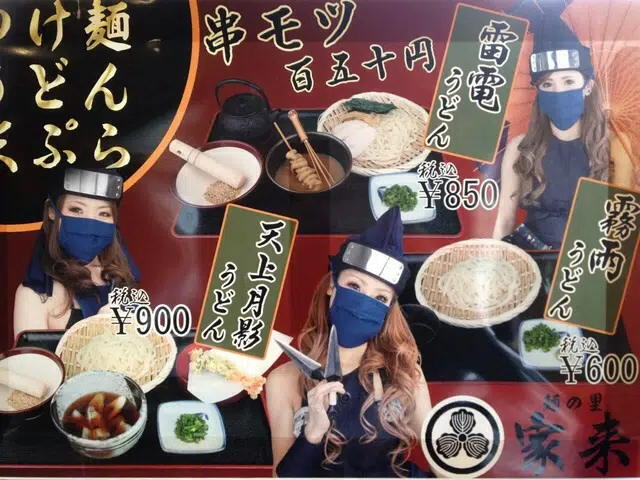 麺んら
けどぷ
串モツ
百五十円
雷電
うどん
税込
¥850
霧雨
うどん
税込
¥600
天上月影
うどん
税込
¥900
麺の里
家来